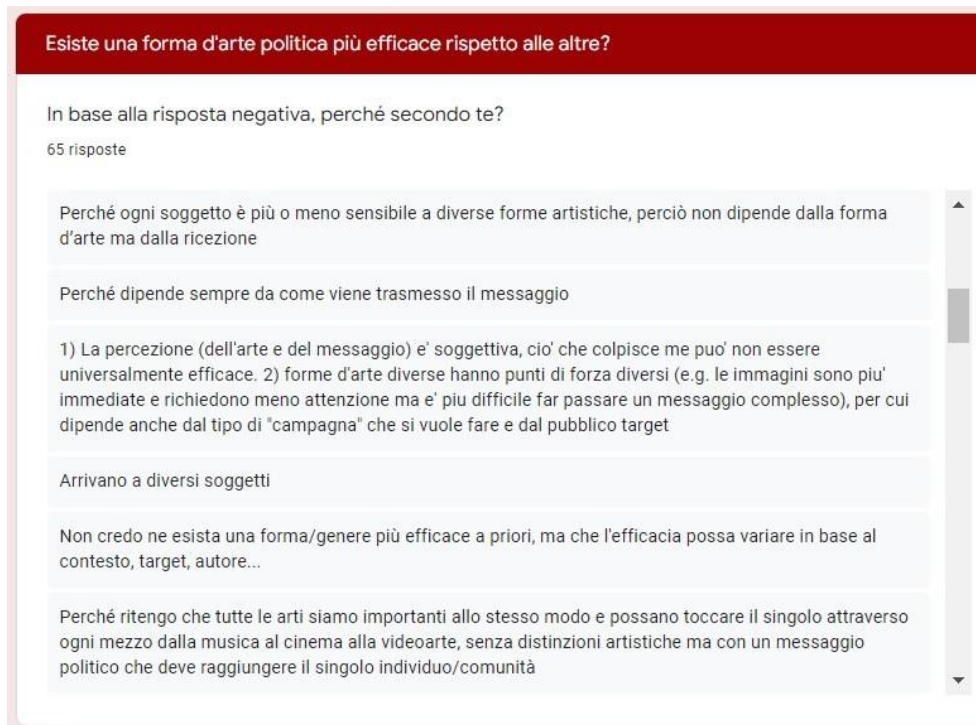 Esiste una forma d'arte politica più efficace rispetto alle altre?
In base alla risposta negativa, perché secondo te?
65 risposte
Perché ogni soggetto è più o meno sensibile a diverse forme artistiche, perciò non dipende dalla forma
d'arte ma dalla ricezione
Perché dipende sempre da come viene trasmesso il messaggio
1) La percezione (dell'arte e del messaggio) e' soggettiva, cio' che colpisce me puo' non essere
universalmente efficace. 2) forme d'arte diverse hanno punti di forza diversi (e.g. le immagini sono piu'
immediate e richiedono meno attenzione ma e' piu difficile far passare un messaggio complesso), per cui
dipende anche dal tipo di "campagna" che si vuole fare e dal pubblico target
Arrivano a diversi soggetti
Non credo ne esista una forma/genere più efficace a priori, ma che l'efficacia possa variare in base al
contesto, target, autore...
Perché ritengo che tutte le arti siamo importanti allo stesso modo e possano toccare il singolo attraverso
ogni mezzo dalla musica al cinema alla videoarte, senza distinzioni artistiche ma con un messaggio
politico che deve raggiungere il singolo individuo/comunità